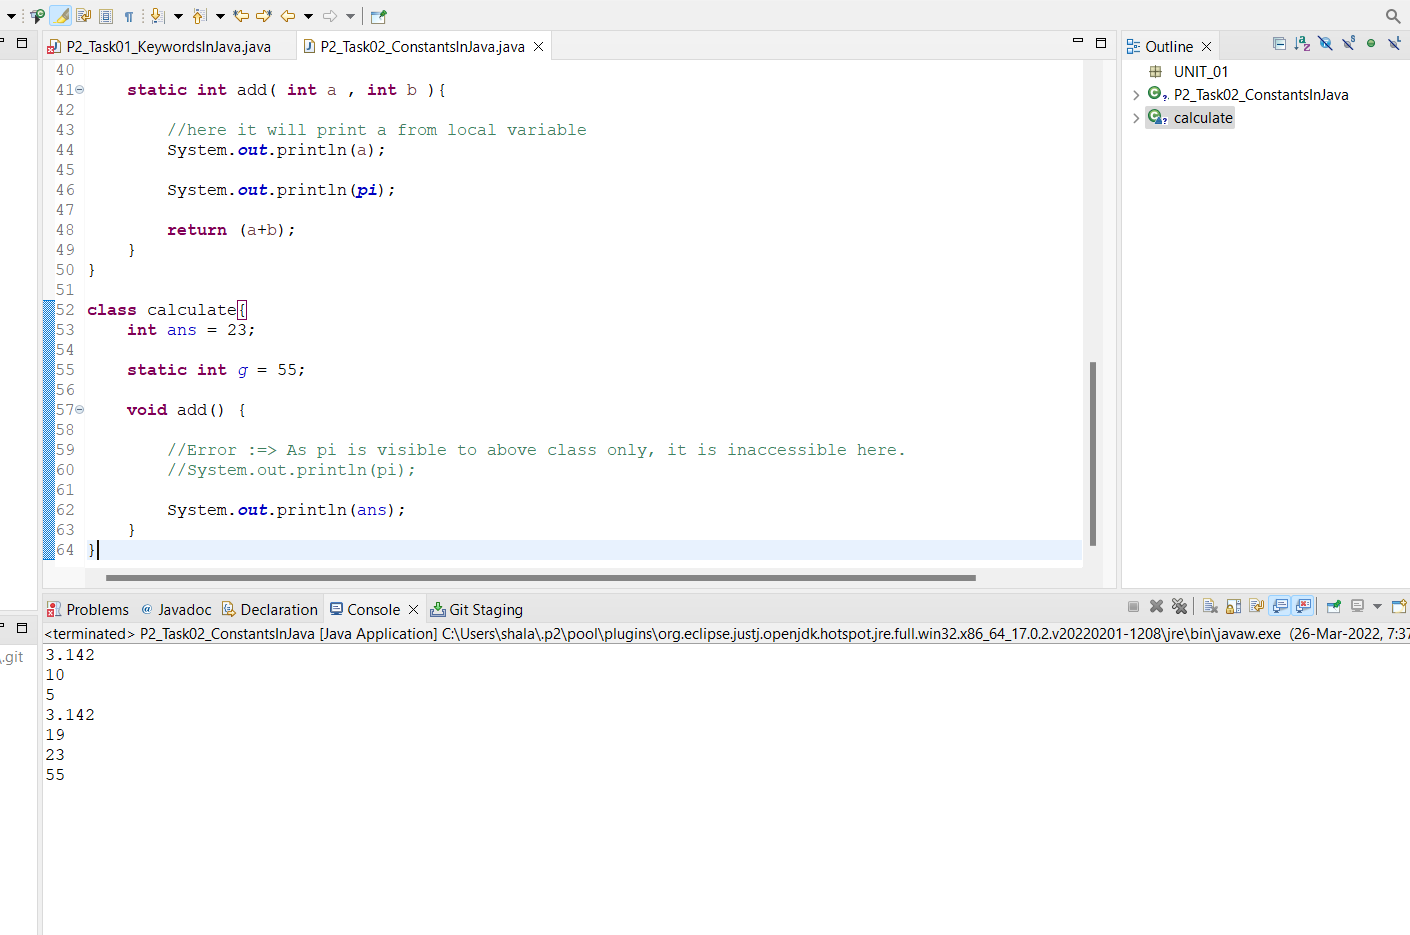 P2_Task01_KeywordsInJava.java
P2_Task02_ConstantsInJava.java
40
41 static int add( int a , int b ){
42
43 //here it will print a from local variable
44 System.out.println(a);
45
46 System.out.println(pi);
47
48 return (a+b);
49 }
50 }
51
52 class calculate{
53 int ans = 23;
54
55 static int g = 55;
56
57 void add() {
58
59 //Error :=> As pi is visible to above class only, it is inaccessible here.
60 //System.out.println(pi);
61
62 System.out.println(ans);
63 }
64 }
Outline
UNIT_01
P2_Task02_ConstantsInJava
calculate
Problems @ Javadoc Declaration Console Git Staging
<terminated> P2_Task02_ConstantsInJava [Java Application] C:\Users\shala\.p2\pool\plugins\org.eclipse.justj.openjdk.hotspot.jre.full.win32.x86_64_17.0.2.v20220201-1208\jre\bin\javaw.exe (26-Mar-2022, 7:37
\.git
3.142
10
5
3.142
19
23
55